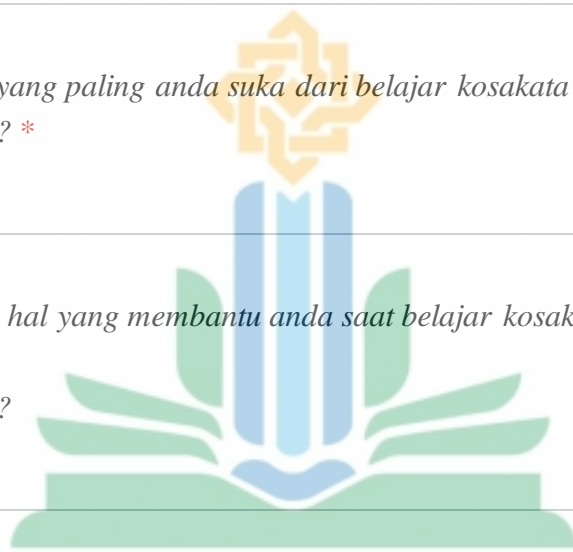 yang paling anda suka dari belajar kosakata
? *
hal yang membantu anda saat belajar kosak
?